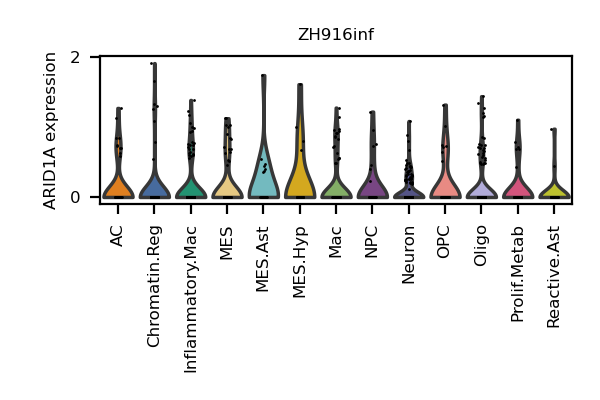 ZH916inf
ARID1A expression
2
0
AC
Chromatin.Reg
Inflammatory.Mac
MES
MES.Ast
MES.Hyp
Mac
NPC
Neuron
OPC
Oligo
Prolif.Metab
Reactive.Ast